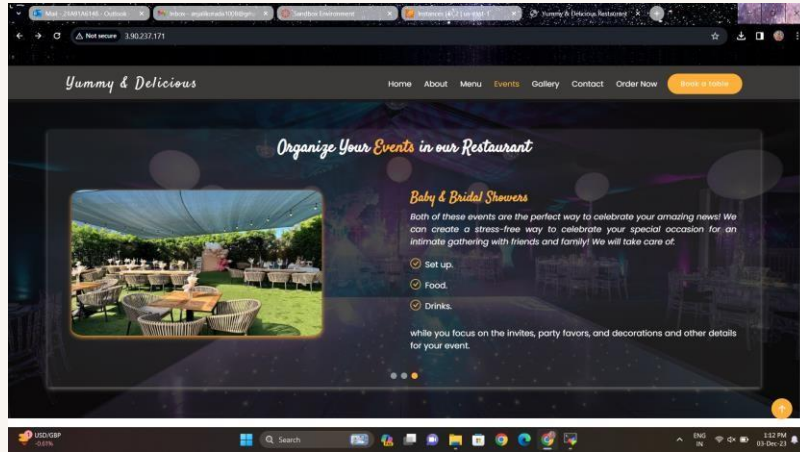 Sandbox Environment
Yummy & Delicious Restaurant
Not secure
3.90.237.171
Yummy & Delicious
Home About Menu Events Gallery Contact Order Now Book a table
Organize Your Events in our Restaurant
Baby & Bridal Showers
Both of these events are the perfect way to celebrate your amazing news! We
can create a stress-free way to celebrate your special occasion for an
intimate gathering with friends and family! We will take care of:
Set up.
Food.
Drinks.
while you focus on the invites, party favors, and decorations and other details
for your event.
USD/GBP
Search
ENG
IN
1:12 PM
03-Dec-23